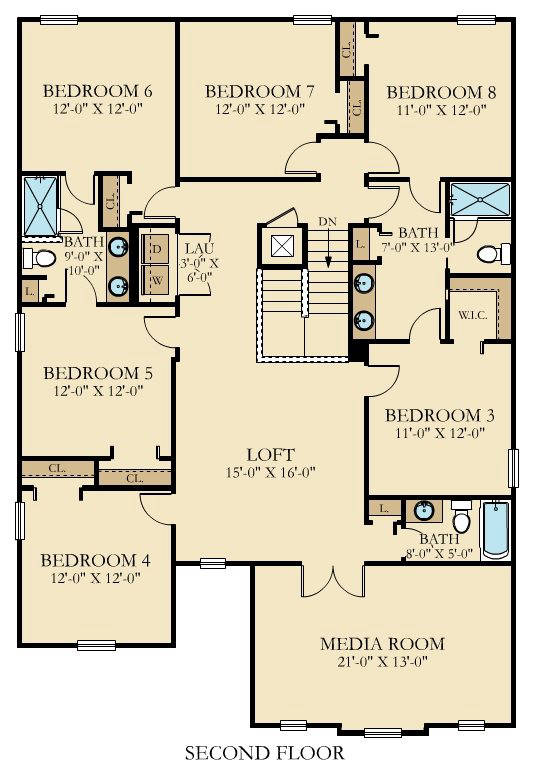 CL.
BEDROOM 6
12'-0" X 12'-0"
BEDROOM 7
12'-0" X 12'-0"
BEDROOM 8
11'-0" X 12'-0"
CL.
CL.
BATH
9'-0" X
10'-0"
L.
D
W
LAU
3'-0" X
6'-0"
DN
L.
BATH
7'-0" X 13'-0"
W.I.C.
BEDROOM 5
12'-0" X 12'-0"
BEDROOM 3
11'-0" X 12'-0"
LOFT
15'-0" X 16'-0"
CL.
CL.
L.
BATH
8'-0" X 5'-0"
BEDROOM 4
12'-0" X 12'-0"
MEDIA ROOM
21'-0" X 13'-0"
SECOND FLOOR